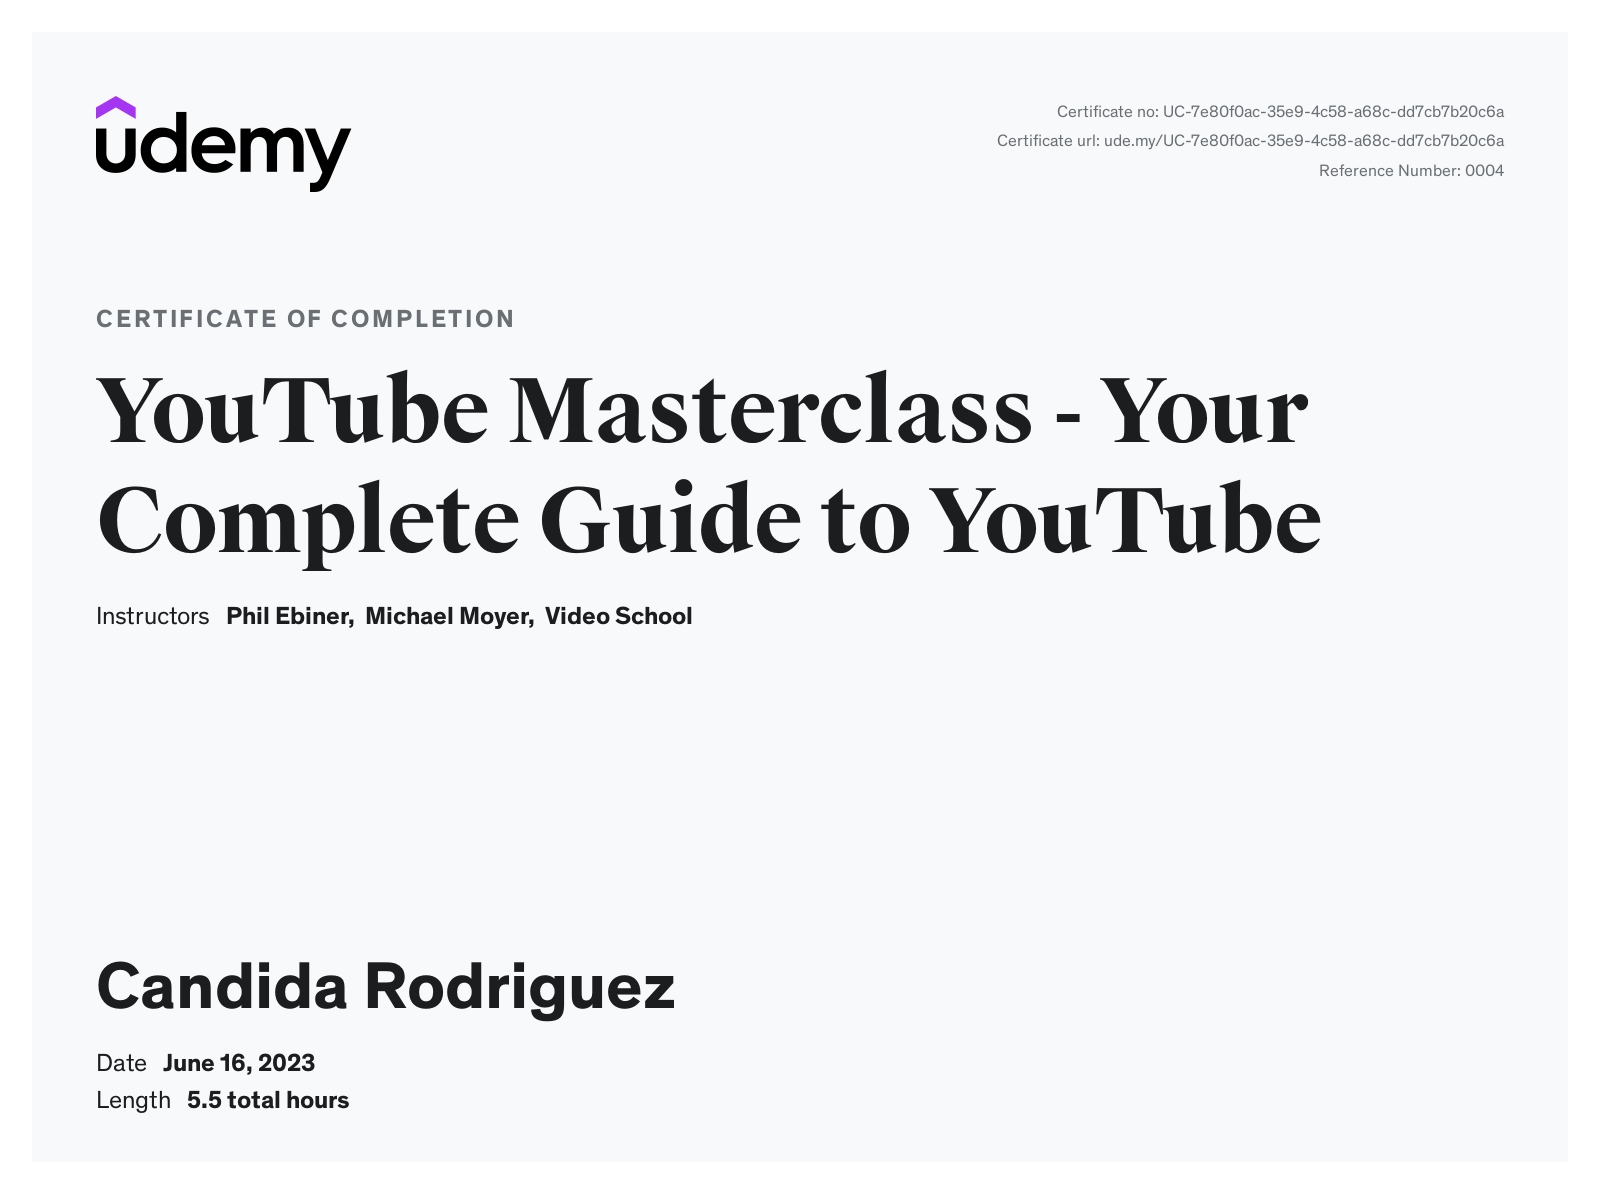 udemy
Certificate no: UC-7e80f0ac-35e9-4c58-a68c-dd7cb7b20c6a
Certificate url: ude.my/UC-7e80f0ac-35e9-4c58-a68c-dd7cb7b20c6a
Reference Number: 0004
CERTIFICATE OF COMPLETION
YouTube Masterclass - Your
Complete Guide to YouTube
Instructors Phil Ebiner, Michael Moyer, Video School
Candida Rodriguez
Date June 16, 2023
Length 5.5 total hours